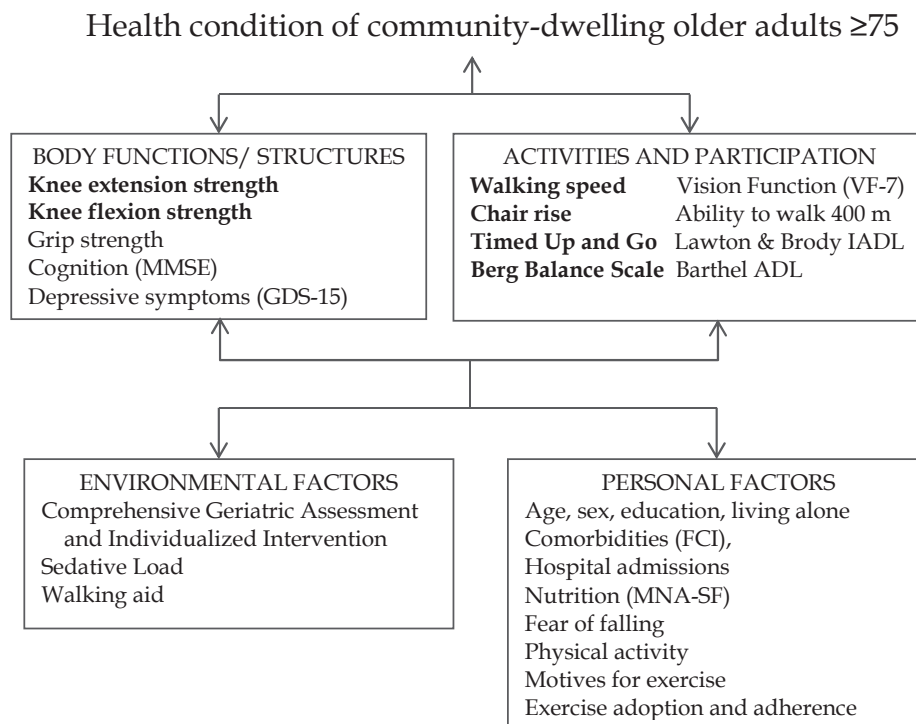 Health condition of community-dwelling older adults ≥75
BODY FUNCTIONS/ STRUCTURES
Knee extension strength
Knee flexion strength
Grip strength
Cognition (MMSE)
Depressive symptoms (GDS-15)
ACTIVITIES AND PARTICIPATION
Walking speed Vision Function (VF-7)
Chair rise Ability to walk 400 m
Timed Up and Go Lawton & Brody IADL
Berg Balance Scale Barthel ADL
ENVIRONMENTAL FACTORS
Comprehensive Geriatric Assessment
and Individualized Intervention
Sedative Load
Walking aid
PERSONAL FACTORS
Age, sex, education, living alone
Comorbidities (FCI),
Hospital admissions
Nutrition (MNA-SF)
Fear of falling
Physical activity
Motives for exercise
Exercise adoption and adherence